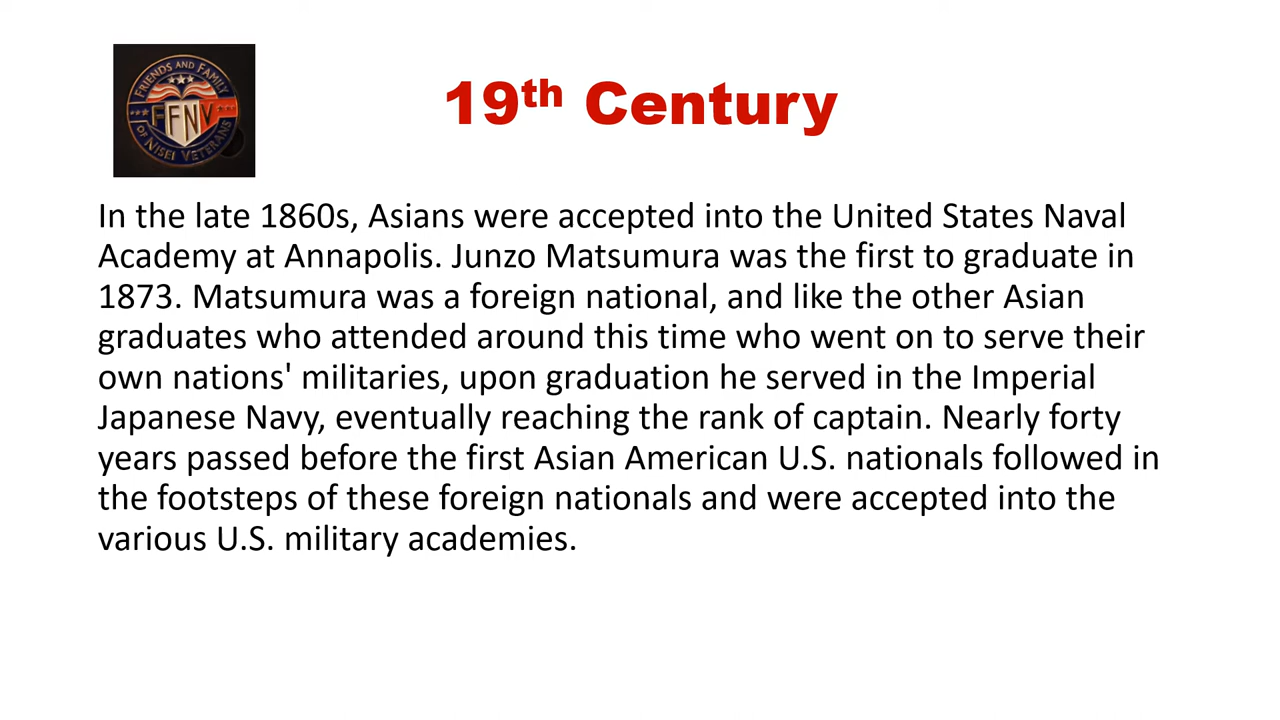 FRIENDS AND FAMILY
FFNV
OF NISEI VETERANS
19th Century
In the late 1860s, Asians were accepted into the United States Naval
Academy at Annapolis. Junzo Matsumura was the first to graduate in
1873. Matsumura was a foreign national, and like the other Asian
graduates who attended around this time who went on to serve their
own nations' militaries, upon graduation he served in the Imperial
Japanese Navy, eventually reaching the rank of captain. Nearly forty
years passed before the first Asian American U.S. nationals followed in
the footsteps of these foreign nationals and were accepted into the
various U.S. military academies.